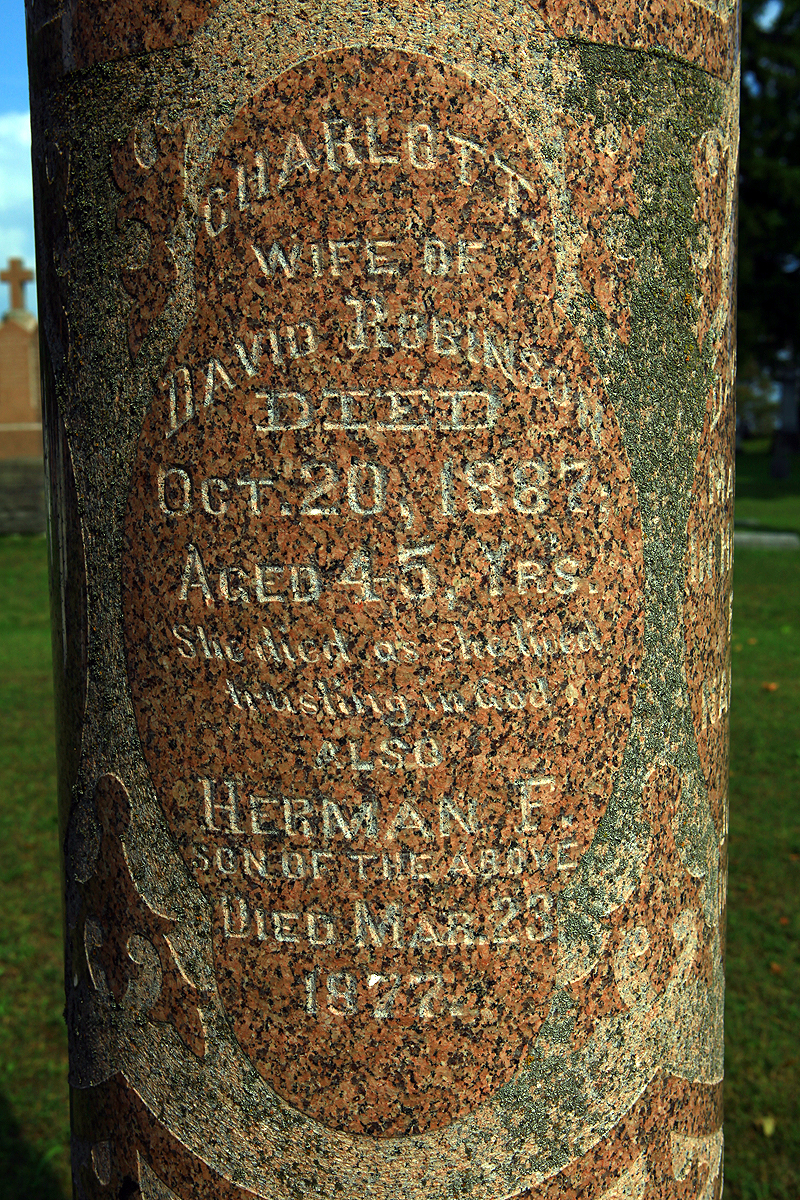 CHARLOTT
WIFE OF
DAVID ROBINSON
DIED
OCT. 20, 1887,
AGED 45, YRS.
She died as she lived
trusting in God
ALSO
HERMAN F.
SON OF THE ABOVE
DIED MAR. 23
1877.